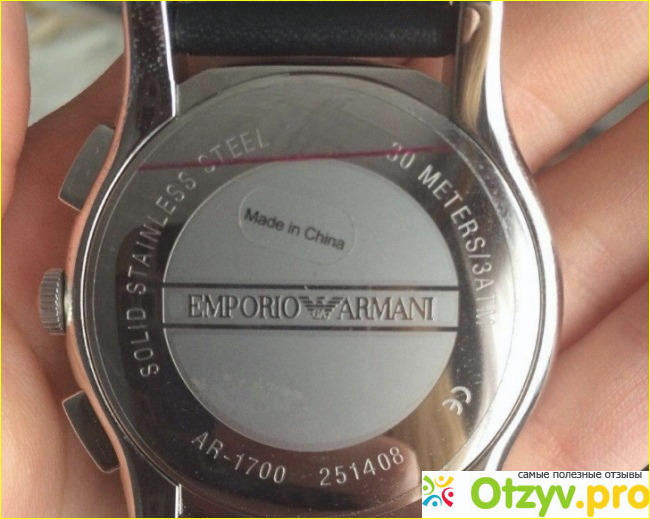 SOLID STAINLESS STEEL
30 METERS/3ATM
Made in China
EMPORIO ARMANI
CE
AR-1700 251408
самые полезные отзывы
Otzyv.pro